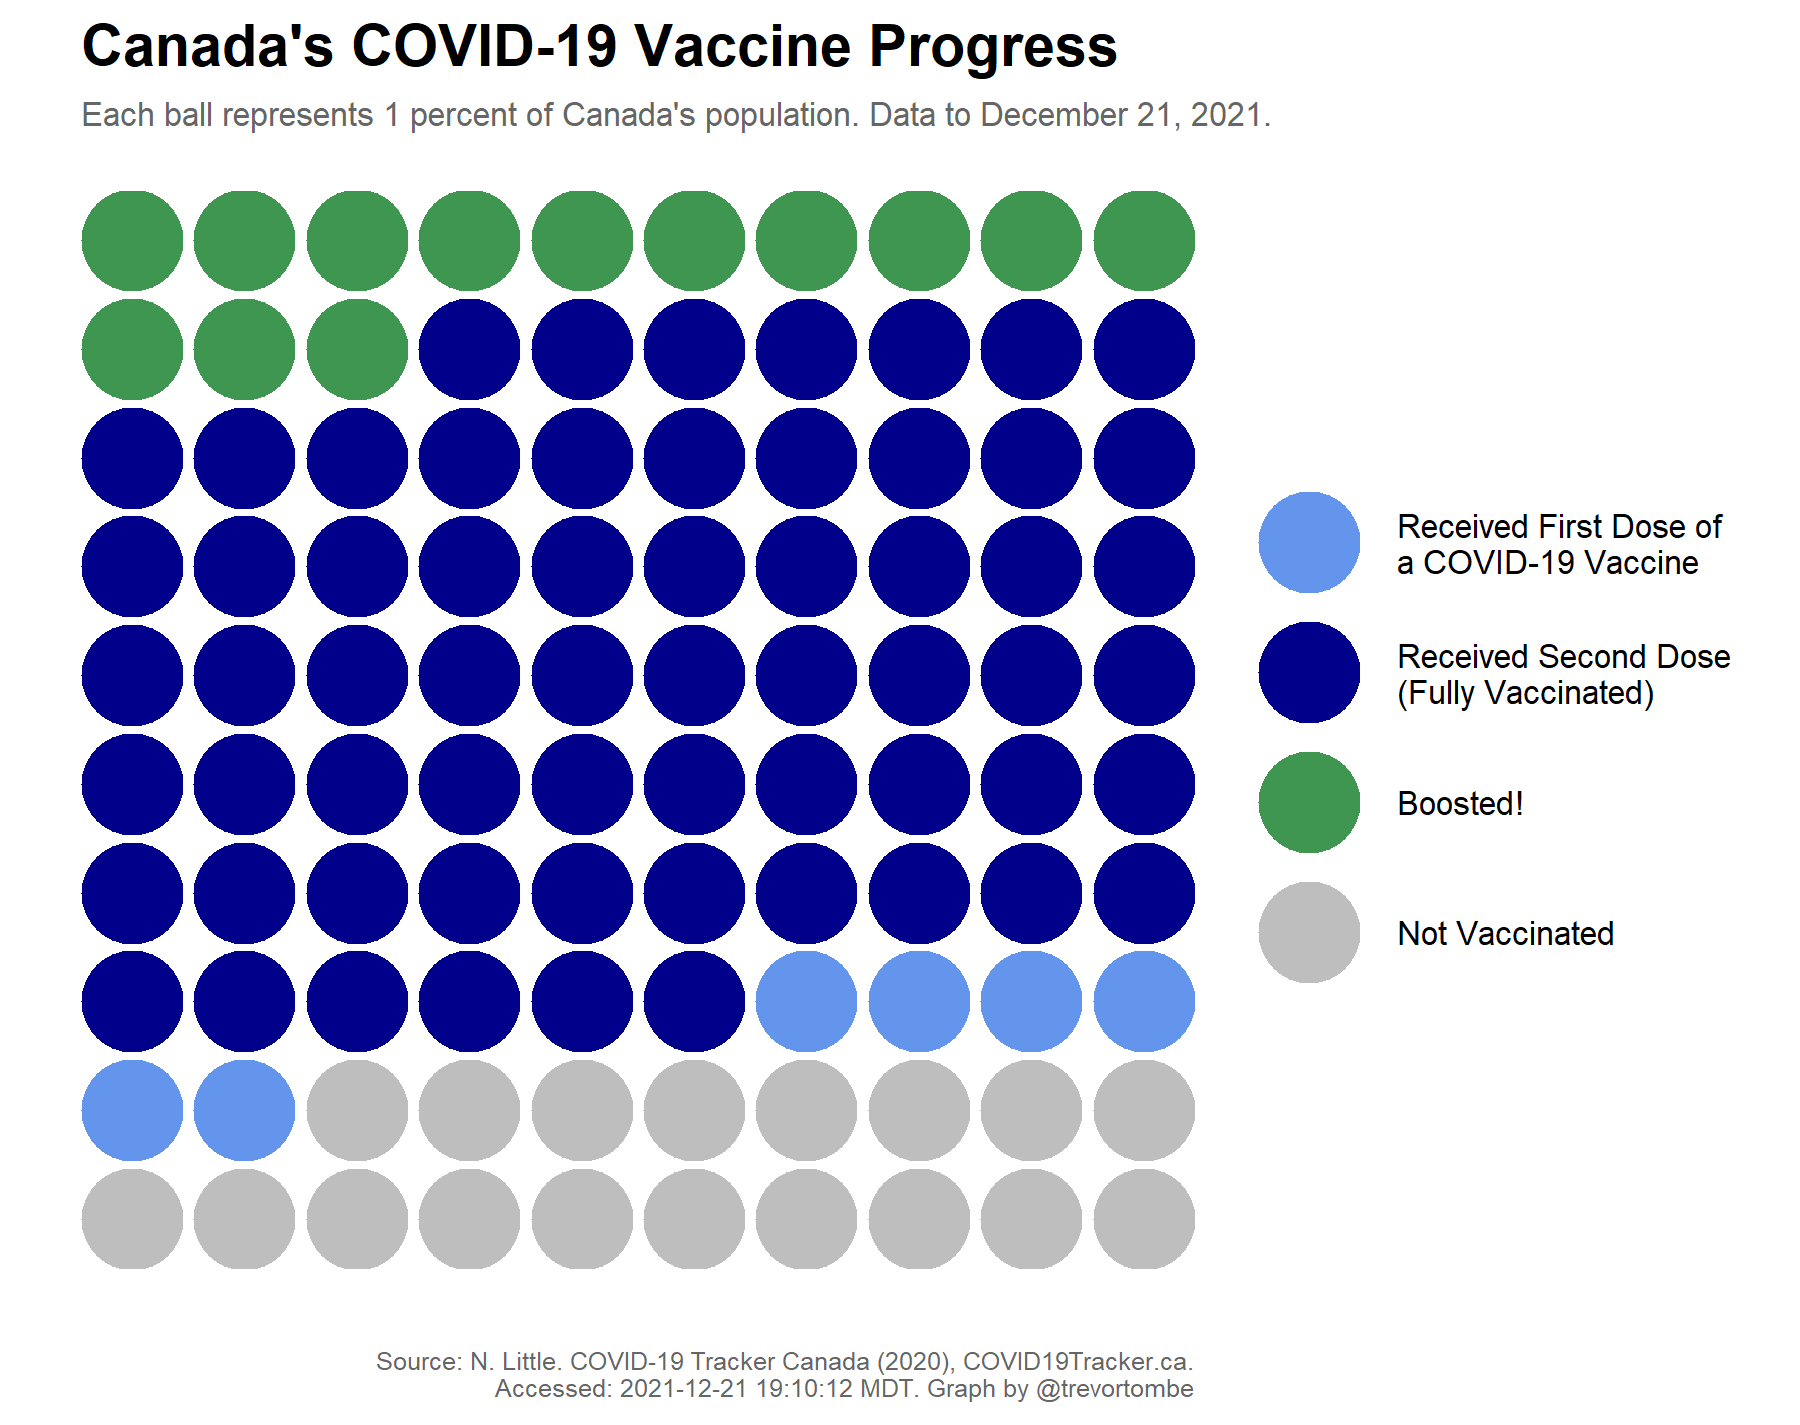 Canada's COVID-19 Vaccine Progress
Each ball represents 1 percent of Canada's population. Data to December 21, 2021.
Received First Dose of
a COVID-19 Vaccine
Received Second Dose
(Fully Vaccinated)
Boosted!
Not Vaccinated
Source: N. Little. COVID-19 Tracker Canada (2020), COVID19Tracker.ca.
Accessed: 2021-12-21 19:10:12 MDT. Graph by @trevortombe